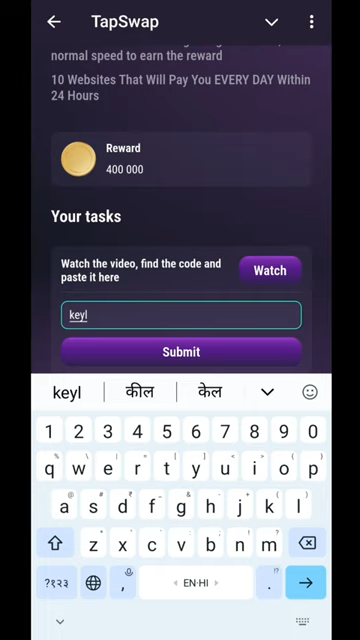 TapSwap
normal speed to earn the reward
10 Websites That Will Pay You EVERY DAY Within
24 Hours
Reward
400 000
Your tasks
Watch the video, find the code and
paste it here
Watch
keyl
Submit
keyl कील केल
1 2 3 4 5 6 7 8 9 0
q w e r t y u i o p
a s d f g h j k l
z x c v b n m
?१२३ , EN·HI .